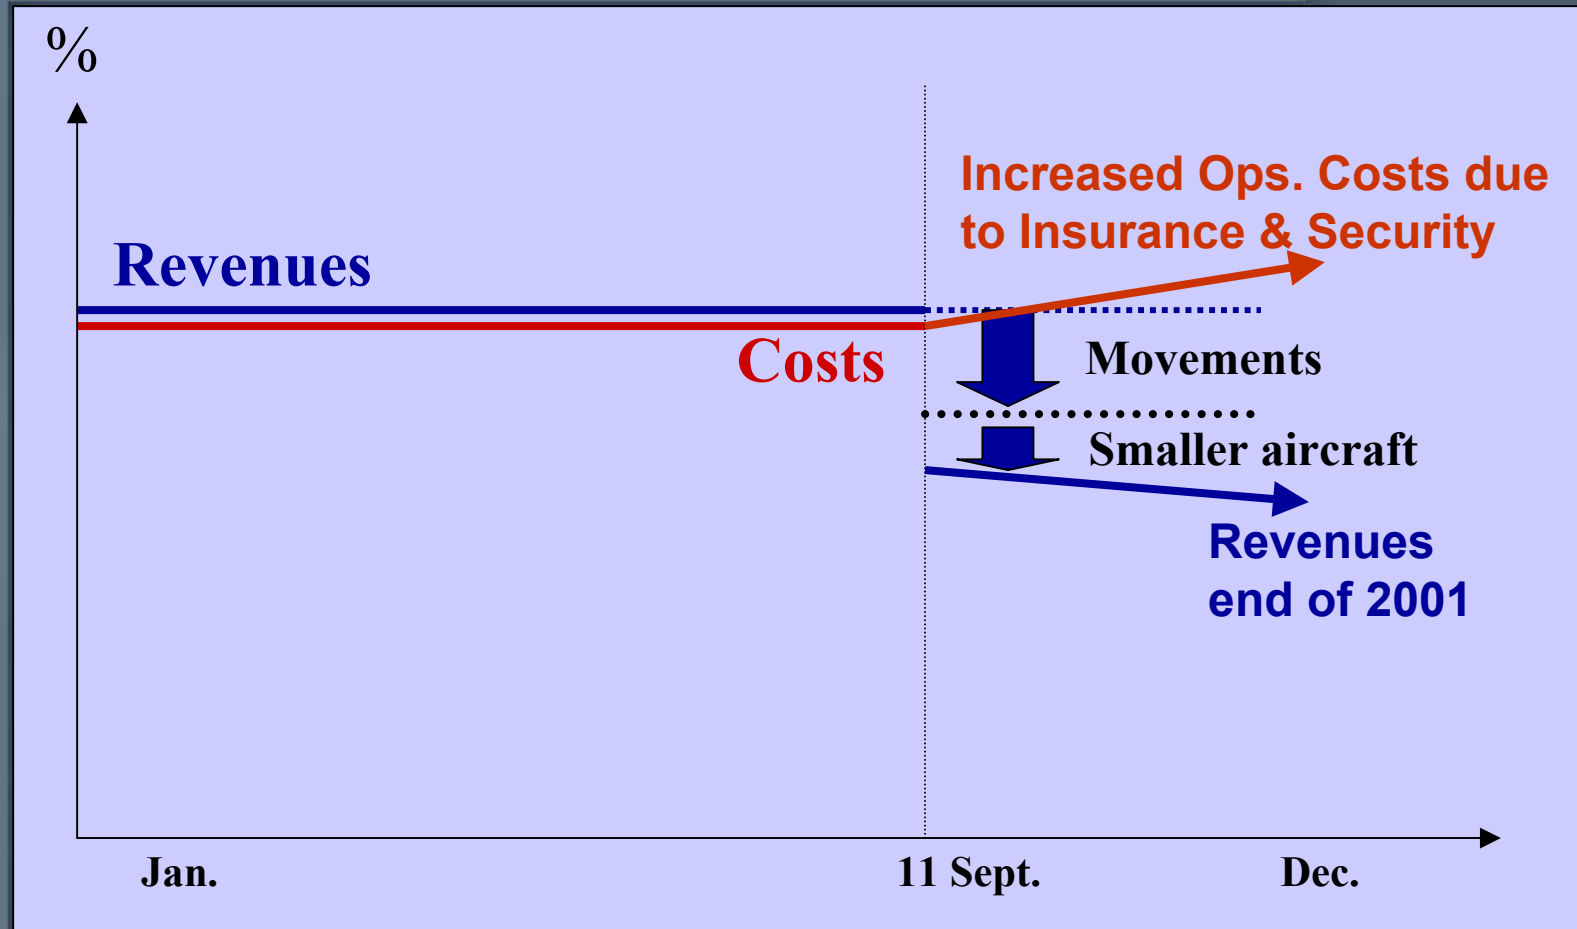 %
Increased Ops. Costs due
to Insurance & Security
Revenues
Costs
Movements
Smaller aircraft
Revenues
end of 2001
Jan.
11 Sept.
Dec.